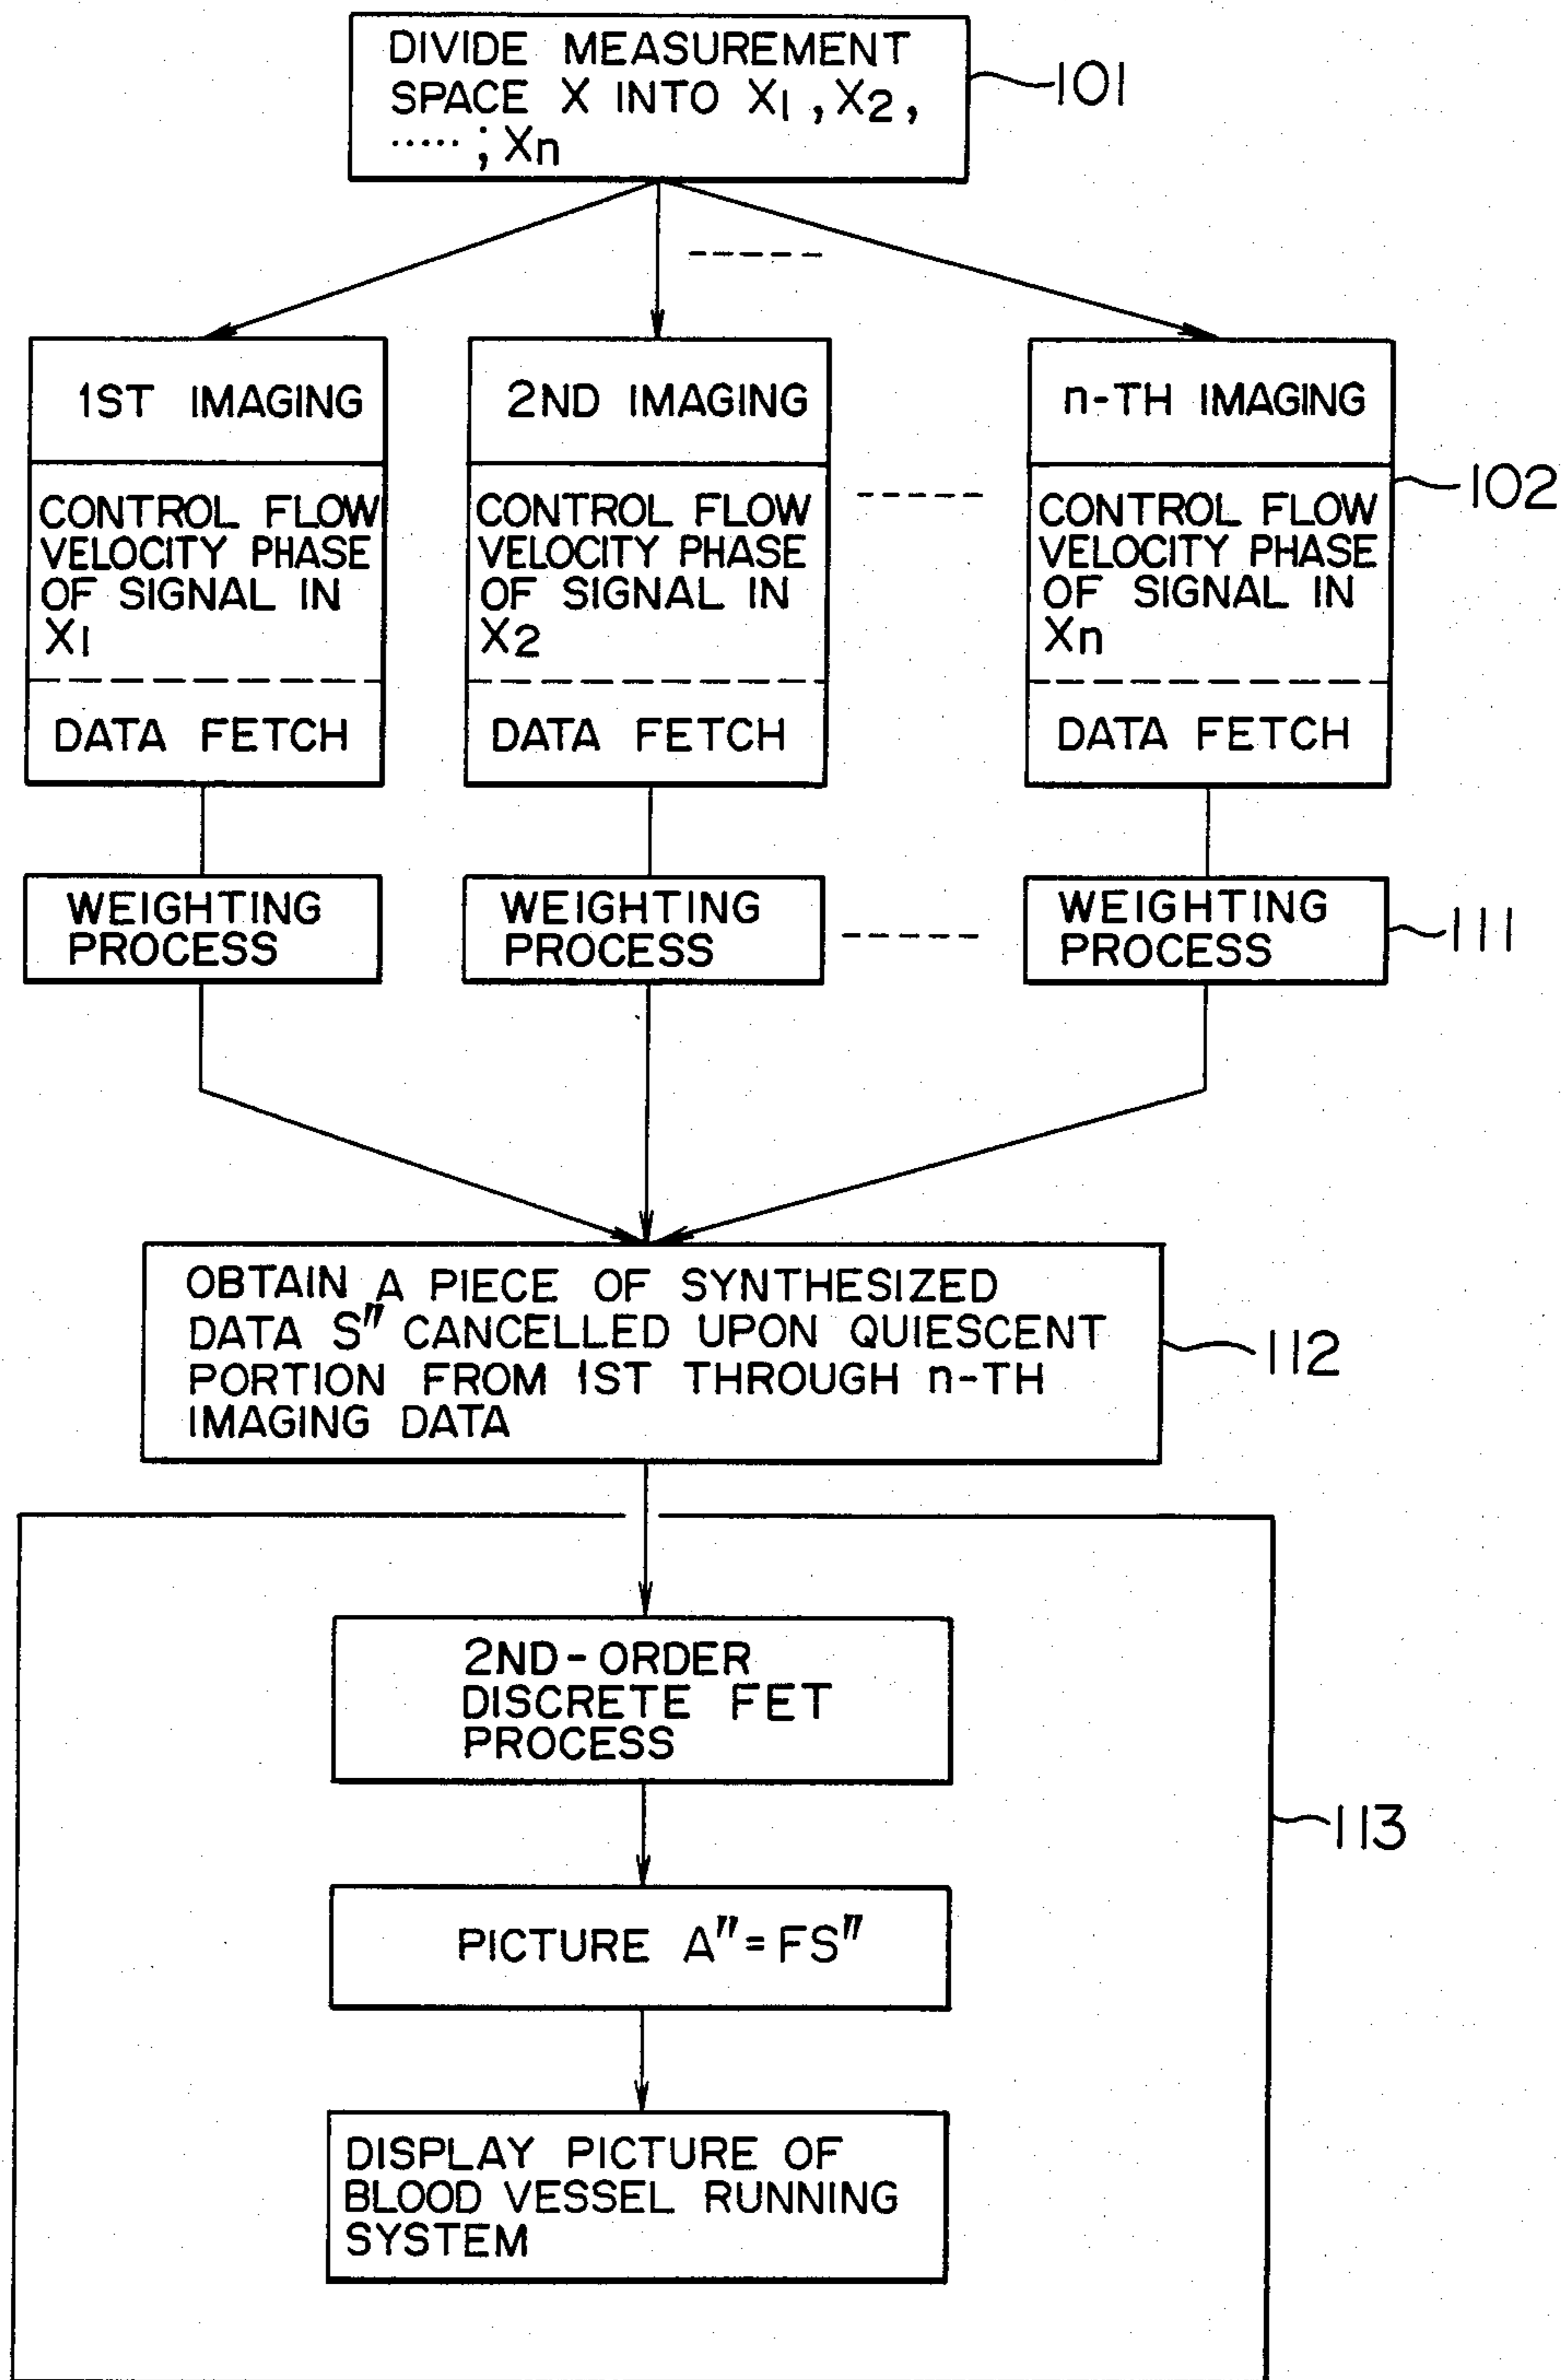 DIVIDE MEASUREMENT
SPACE X INTO X1 , X2 ,
····· ; Xn
101
1ST IMAGING
CONTROL FLOW
VELOCITY PHASE
OF SIGNAL IN
X1
DATA FETCH
2ND IMAGING
CONTROL FLOW
VELOCITY PHASE
OF SIGNAL IN
X2
DATA FETCH
n-TH IMAGING
CONTROL FLOW
VELOCITY PHASE
OF SIGNAL IN
Xn
DATA FETCH
102
WEIGHTING
PROCESS
WEIGHTING
PROCESS
WEIGHTING
PROCESS
111
OBTAIN A PIECE OF SYNTHESIZED
DATA S" CANCELLED UPON QUIESCENT
PORTION FROM 1ST THROUGH n-TH
IMAGING DATA
112
2ND-ORDER
DISCRETE FET
PROCESS
113
PICTURE A"=FS"
DISPLAY PICTURE OF
BLOOD VESSEL RUNNING
SYSTEM